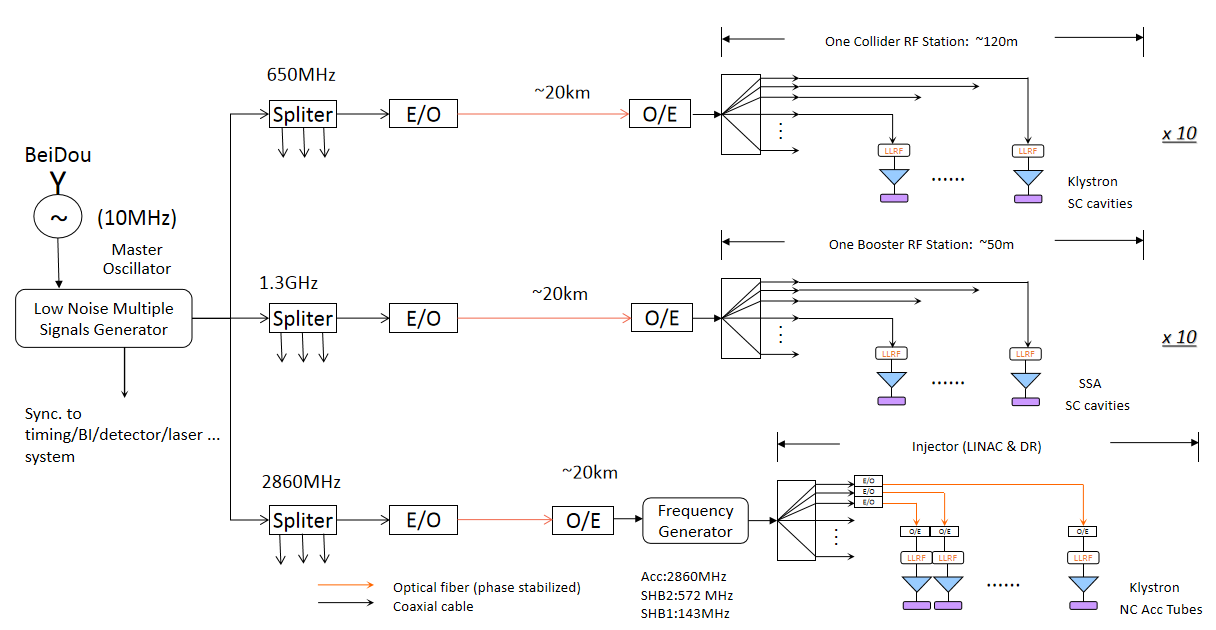 One Collider RF Station: ~120m
650MHz
Spliter
E/O
~20km
O/E
LLRF
......
LLRF
Klystron
SC cavities
x 10
BeiDou
~
(10MHz)
Master
Oscillator
Low Noise Multiple
Signals Generator
Sync. to
timing/BI/detector/laser ...
system
One Booster RF Station: ~50m
1.3GHz
Spliter
E/O
~20km
O/E
LLRF
......
LLRF
SSA
SC cavities
x 10
Injector (LINAC & DR)
2860MHz
Spliter
E/O
~20km
O/E
Frequency
Generator
E/O
E/O
E/O
O/E
O/E
O/E
LLRF
LLRF
LLRF
......
Klystron
NC Acc Tubes
Acc:2860MHz
SHB2:572 MHz
SHB1:143MHz
Optical fiber (phase stabilized)
Coaxial cable